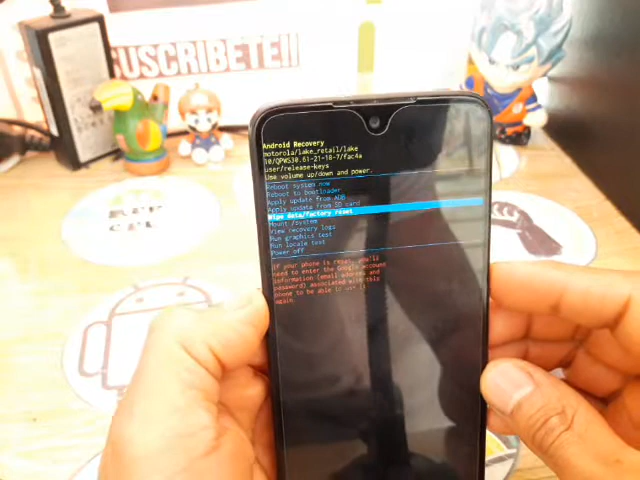 SUSCRIBETE!!
Android Recovery
motorola/lake_retail/lake
10/QPWS30.61-21-18-7/fac4a
user/release-keys
Use volume up/down and power.
Reboot system now
Reboot to bootloader
Apply update from ADB
Apply update from SD card
Wipe data/factory reset
Mount /system
View recovery logs
Run graphics test
Run locale test
Power off
If your phone is reset, you'll
need to enter the Google account
information (email address and
password) associated with this
phone to be able to use it
again.